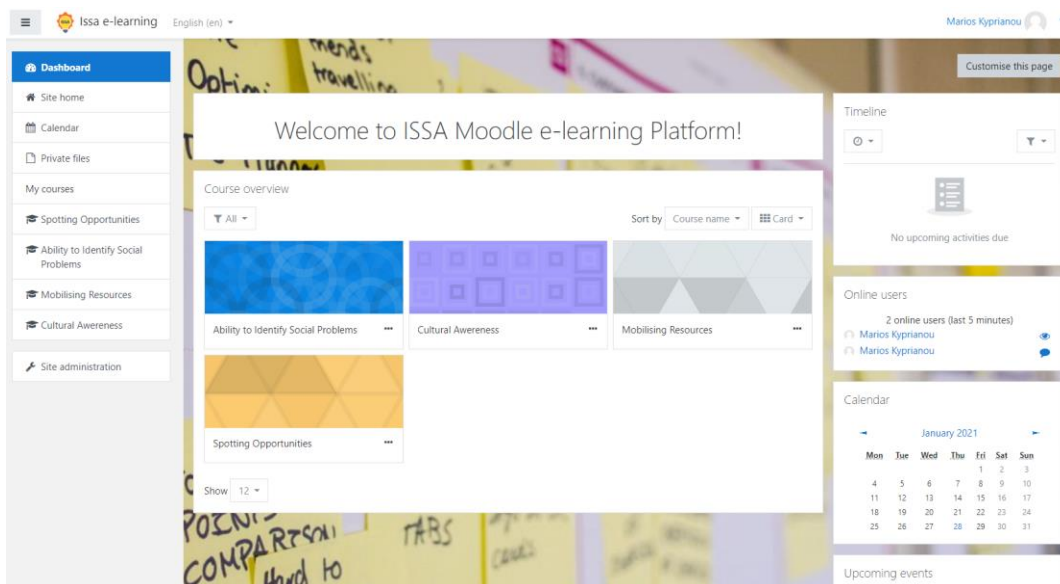 Issa e-learning English (en)
Marios Kyprianou
Dashboard
Site home
Calendar
Private files
My courses
Spotting Opportunities
Ability to Identify Social
Problems
Mobilising Resources
Cultural Awereness
Site administration
Customise this page
mends
travelling
Welcome to ISSA Moodle e-learning Platform!
Course overview
All
Sort by Course name Card
Ability to Identify Social Problems
Cultural Awereness
Mobilising Resources
Spotting Opportunities
Show 12
POINTS
COMPARISON
Hard to
TABS
Timeline
No upcoming activities due
Online users
2 online users (last 5 minutes)
Marios Kyprianou
Marios Kyprianou
Calendar
January 2021
Mon Tue Wed Thu Fri Sat Sun
1 2 3
4 5 6 7 8 9 10
11 12 13 14 15 16 17
18 19 20 21 22 23 24
25 26 27 28 29 30 31
Upcoming events